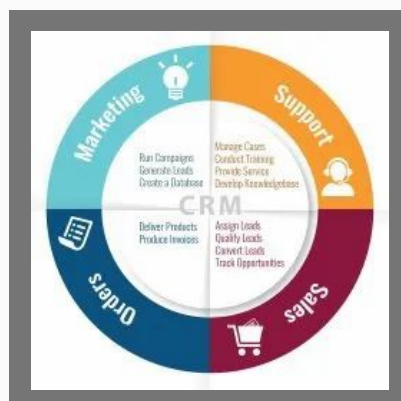 Marketing
Support
Run Campaigns
Generate Leads
Create a Database
Manage Cases
Conduct Training
Provide Service
Develop Knowledgebase
CRM
Deliver Products
Produce Invoices
Assign Leads
Qualify Leads
Convert Leads
Track Opportunities
Orders
Sales